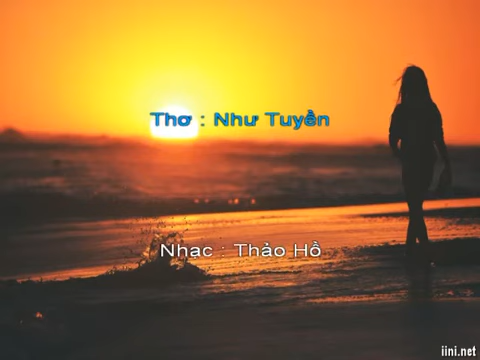 Thơ : Như Tuyền
Nhạc : Thảo Hồ
iini.net